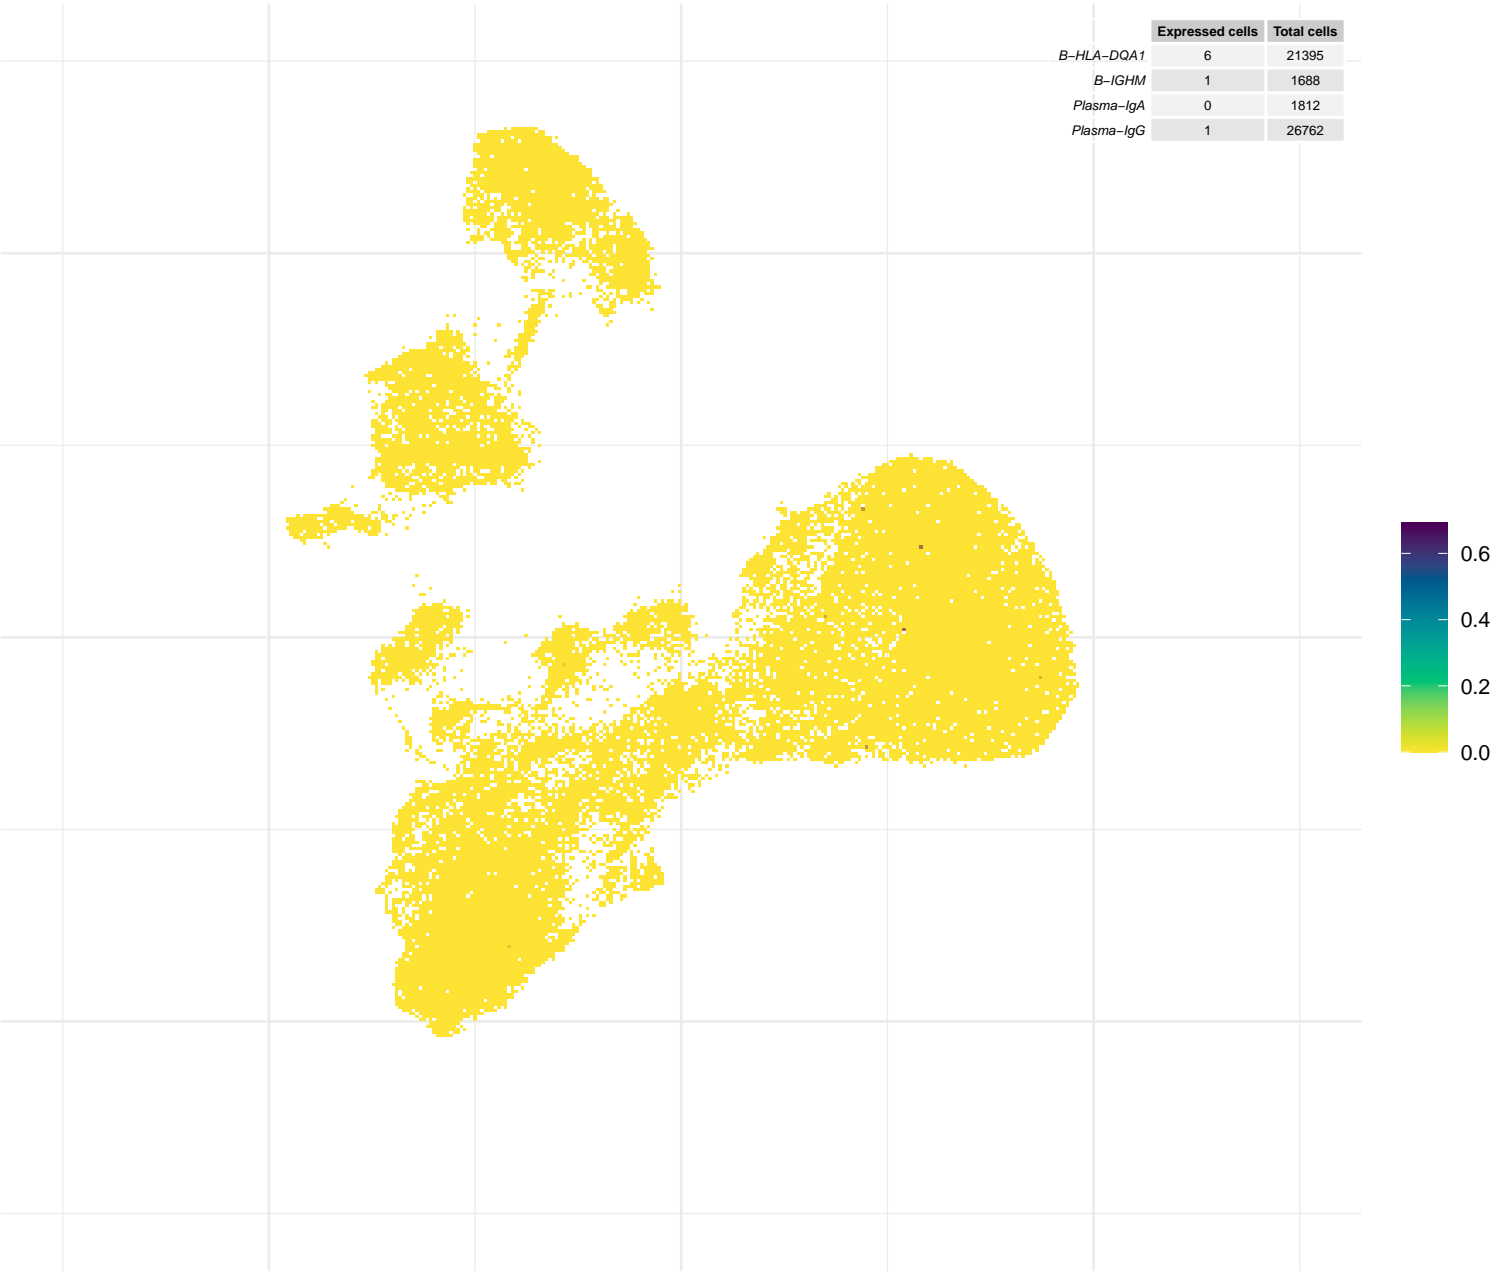 Expressed cells Total cells
B−HLA−DQA1 6 21395
B−IGHM 1 1688
Plasma−IgA 0 1812
Plasma−IgG 1 26762
0.6
0.4
0.2
0.0